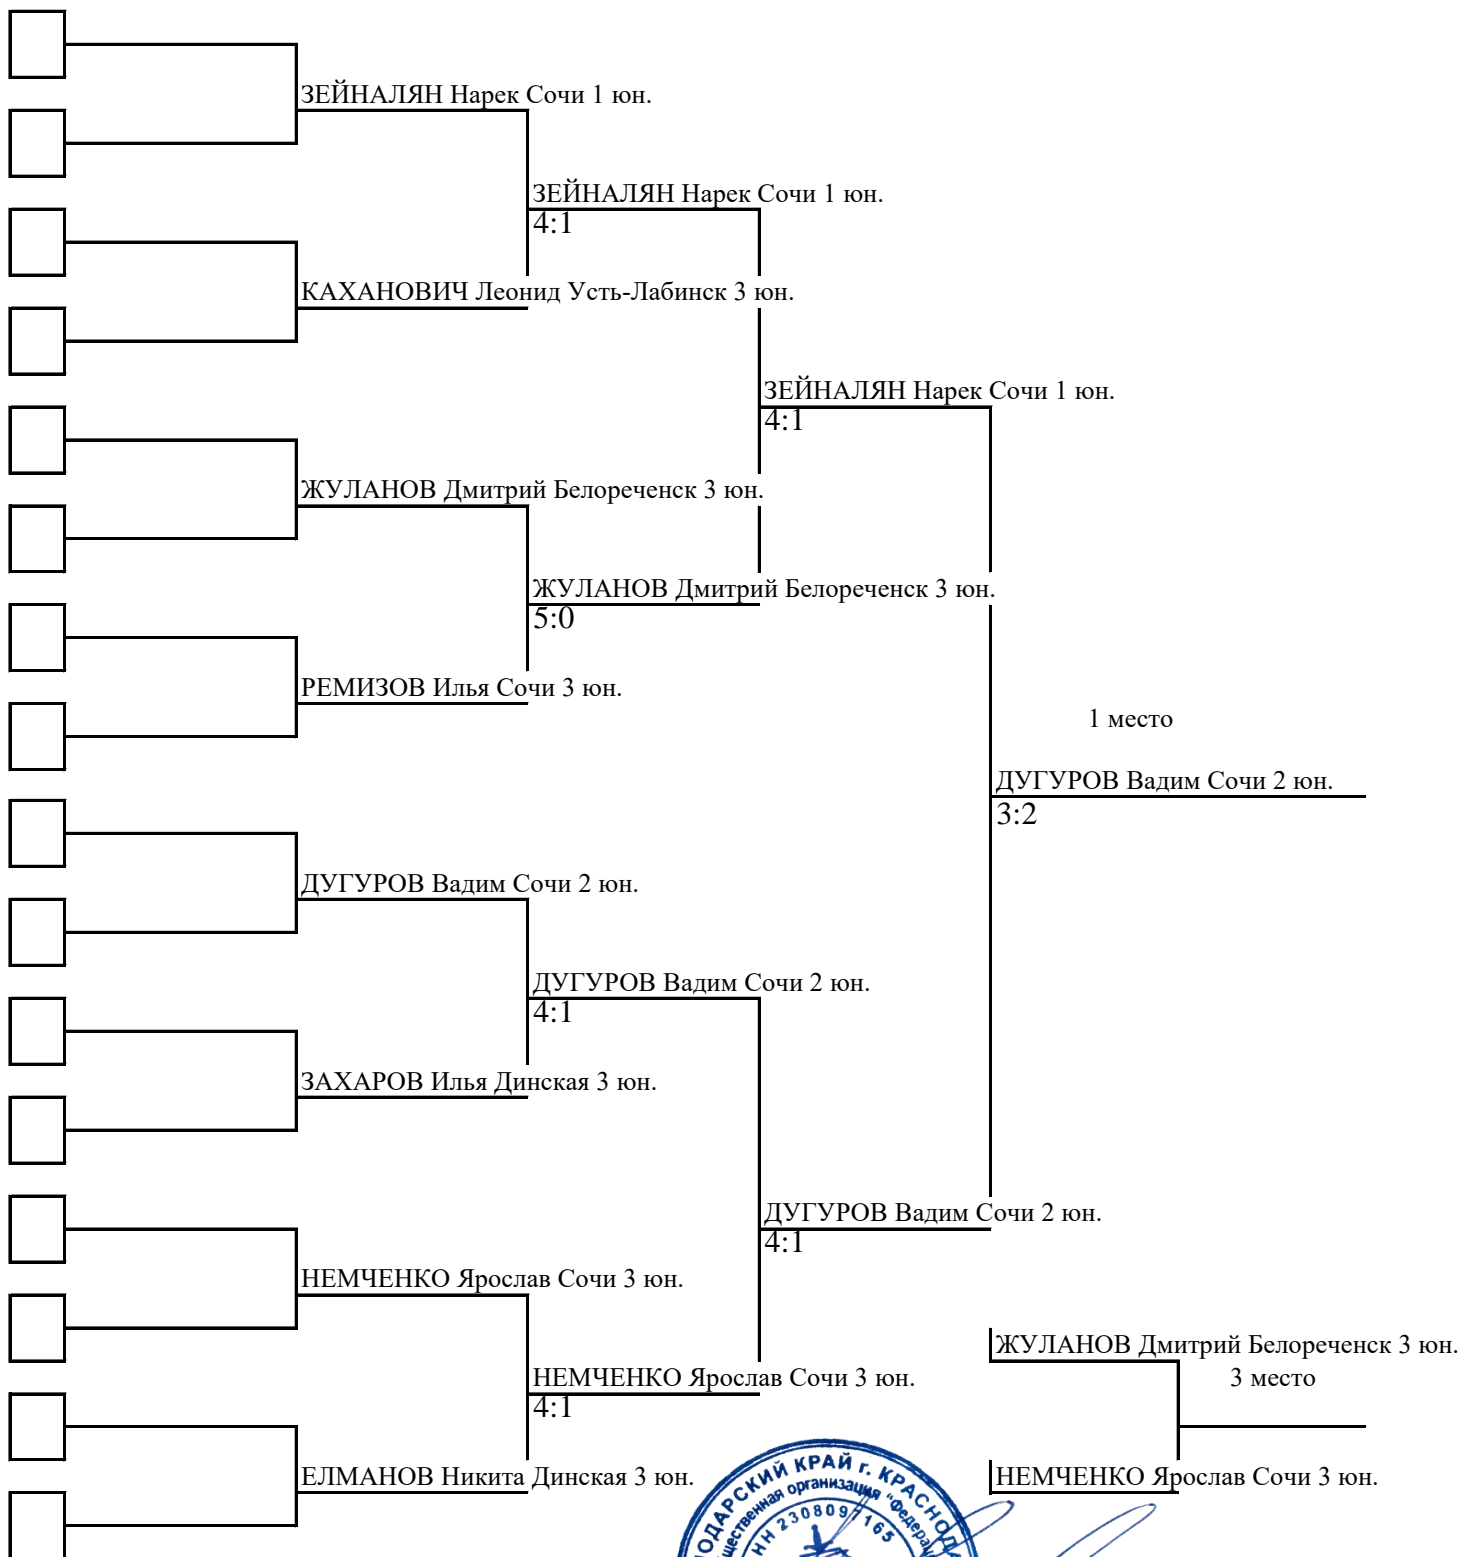 ЗЕЙНАЛЯН Нарек Сочи 1 юн.
ЗЕЙНАЛЯН Нарек Сочи 1 юн.
4:1
КАХАНОВИЧ Леонид Усть-Лабинск 3 юн.
ЗЕЙНАЛЯН Нарек Сочи 1 юн.
4:1
ЖУЛАНОВ Дмитрий Белореченск 3 юн.
ЖУЛАНОВ Дмитрий Белореченск 3 юн.
5:0
РЕМИЗОВ Илья Сочи 3 юн.
1 место
ДУГУРОВ Вадим Сочи 2 юн.
3:2
ДУГУРОВ Вадим Сочи 2 юн.
ДУГУРОВ Вадим Сочи 2 юн.
4:1
ЗАХАРОВ Илья Динская 3 юн.
ДУГУРОВ Вадим Сочи 2 юн.
4:1
НЕМЧЕНКО Ярослав Сочи 3 юн.
ЖУЛАНОВ Дмитрий Белореченск 3 юн.
НЕМЧЕНКО Ярослав Сочи 3 юн.
3 место
4:1
ЕЛМАНОВ Никита Динская 3 юн.
НЕМЧЕНКО Ярослав Сочи 3 юн.
КРАЙ г.
организация
2308097165